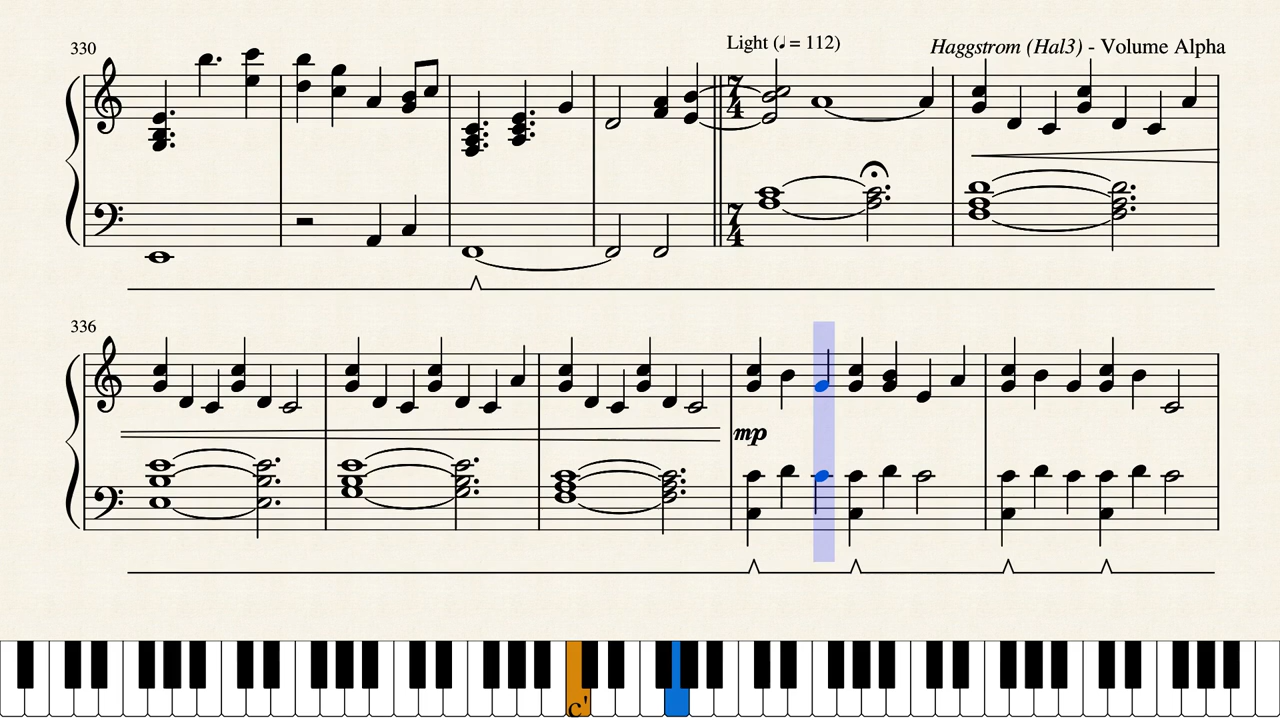 330
Light (♩ = 112)
Haggstrom (Hal3) - Volume Alpha
7
4
7
4
336
mp
c'